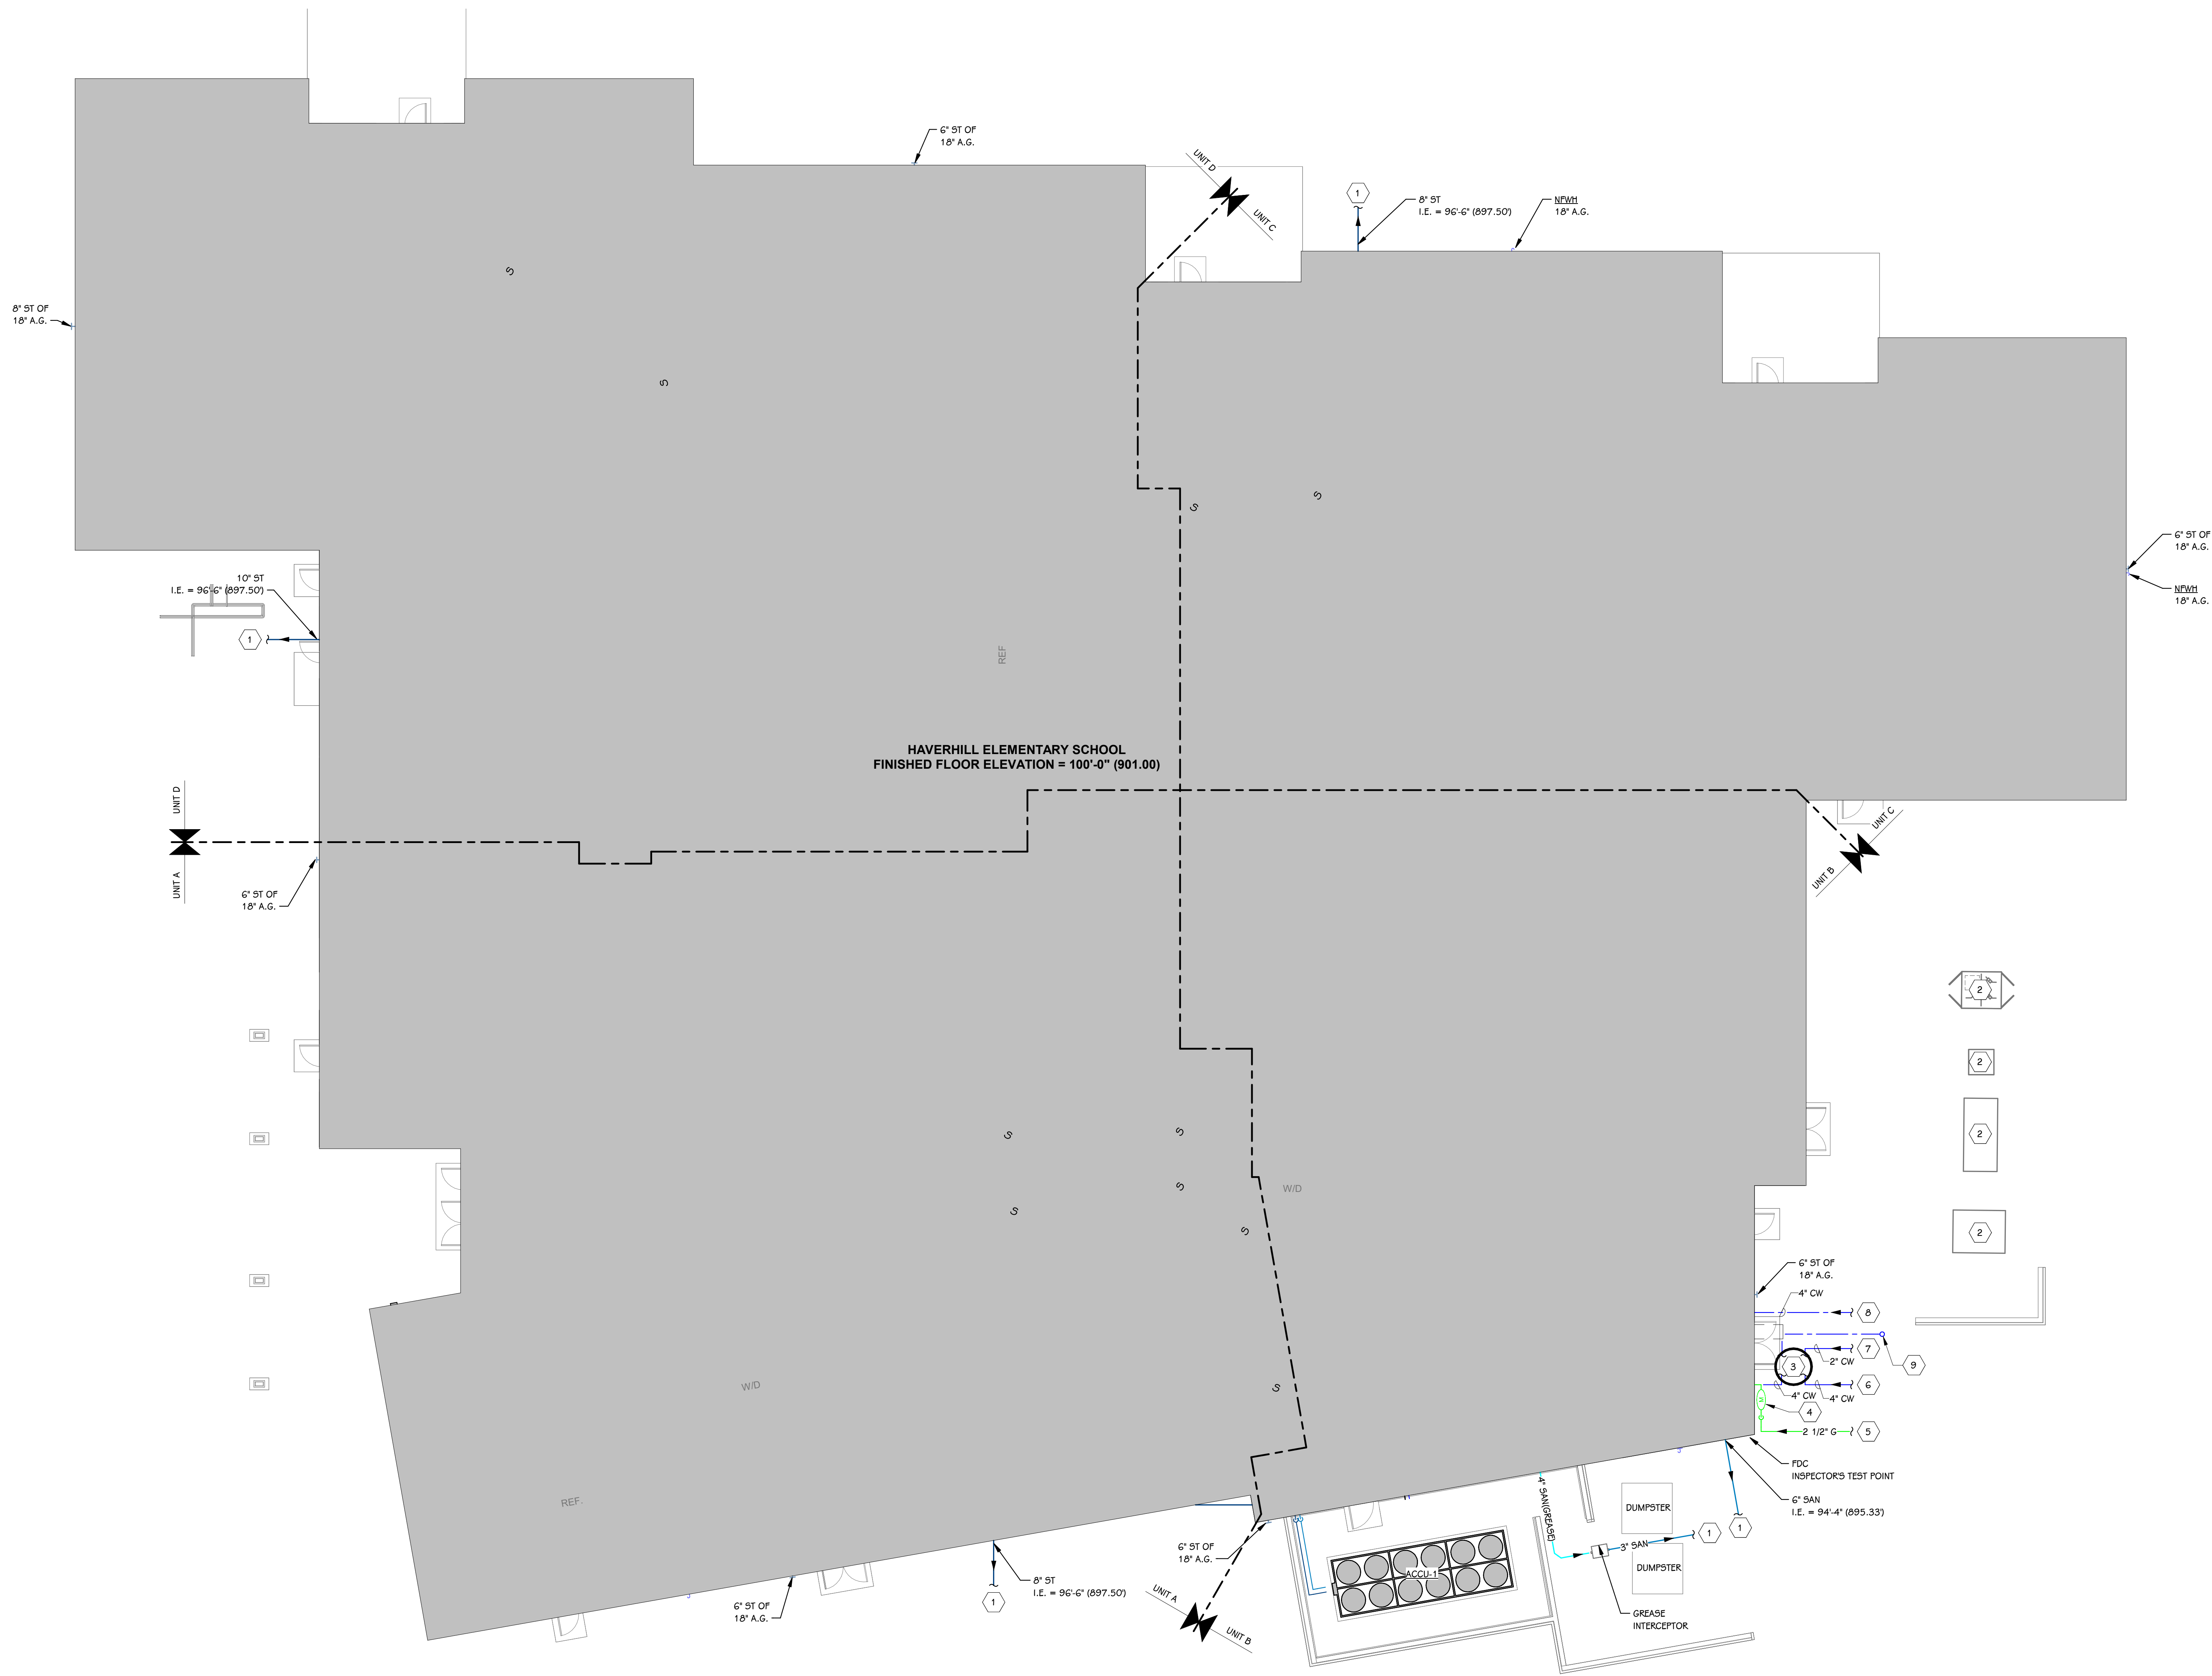 6" ST OF
18" A.G.
UNIT D
UNIT C
1
8" ST
I.E. = 96'-6" (897.50')
NFWH
18" A.G.
S
8" ST OF
18" A.G.
S
S
S
6" ST OF
18" A.G.
NFWH
18" A.G.
10" ST
I.E. = 96'-6" (897.50')
1
REF
HAVERHILL ELEMENTARY SCHOOL
FINISHED FLOOR ELEVATION = 100'-0" (901.00)
UNIT D
UNIT A
6" ST OF
18" A.G.
UNIT C
UNIT B
2
2
2
2
S
S
S
S
W/D
S
6" ST OF
18" A.G.
4" CW
8
7
2" CW
9
3
6
4" CW
4" CW
4
2 1/2" G
5
W/D
S
REF.
FDC
INSPECTOR'S TEST POINT
6" SAN
I.E. = 94'-4" (895.33')
1
4" SAN(GREASE)
DUMPSTER
1
3" SAN
DUMPSTER
GREASE
INTERCEPTOR
ACCU-1
6" ST OF
18" A.G.
8" ST
I.E. = 96'-6" (897.50')
1
6" ST OF
18" A.G.
UNIT A
UNIT B